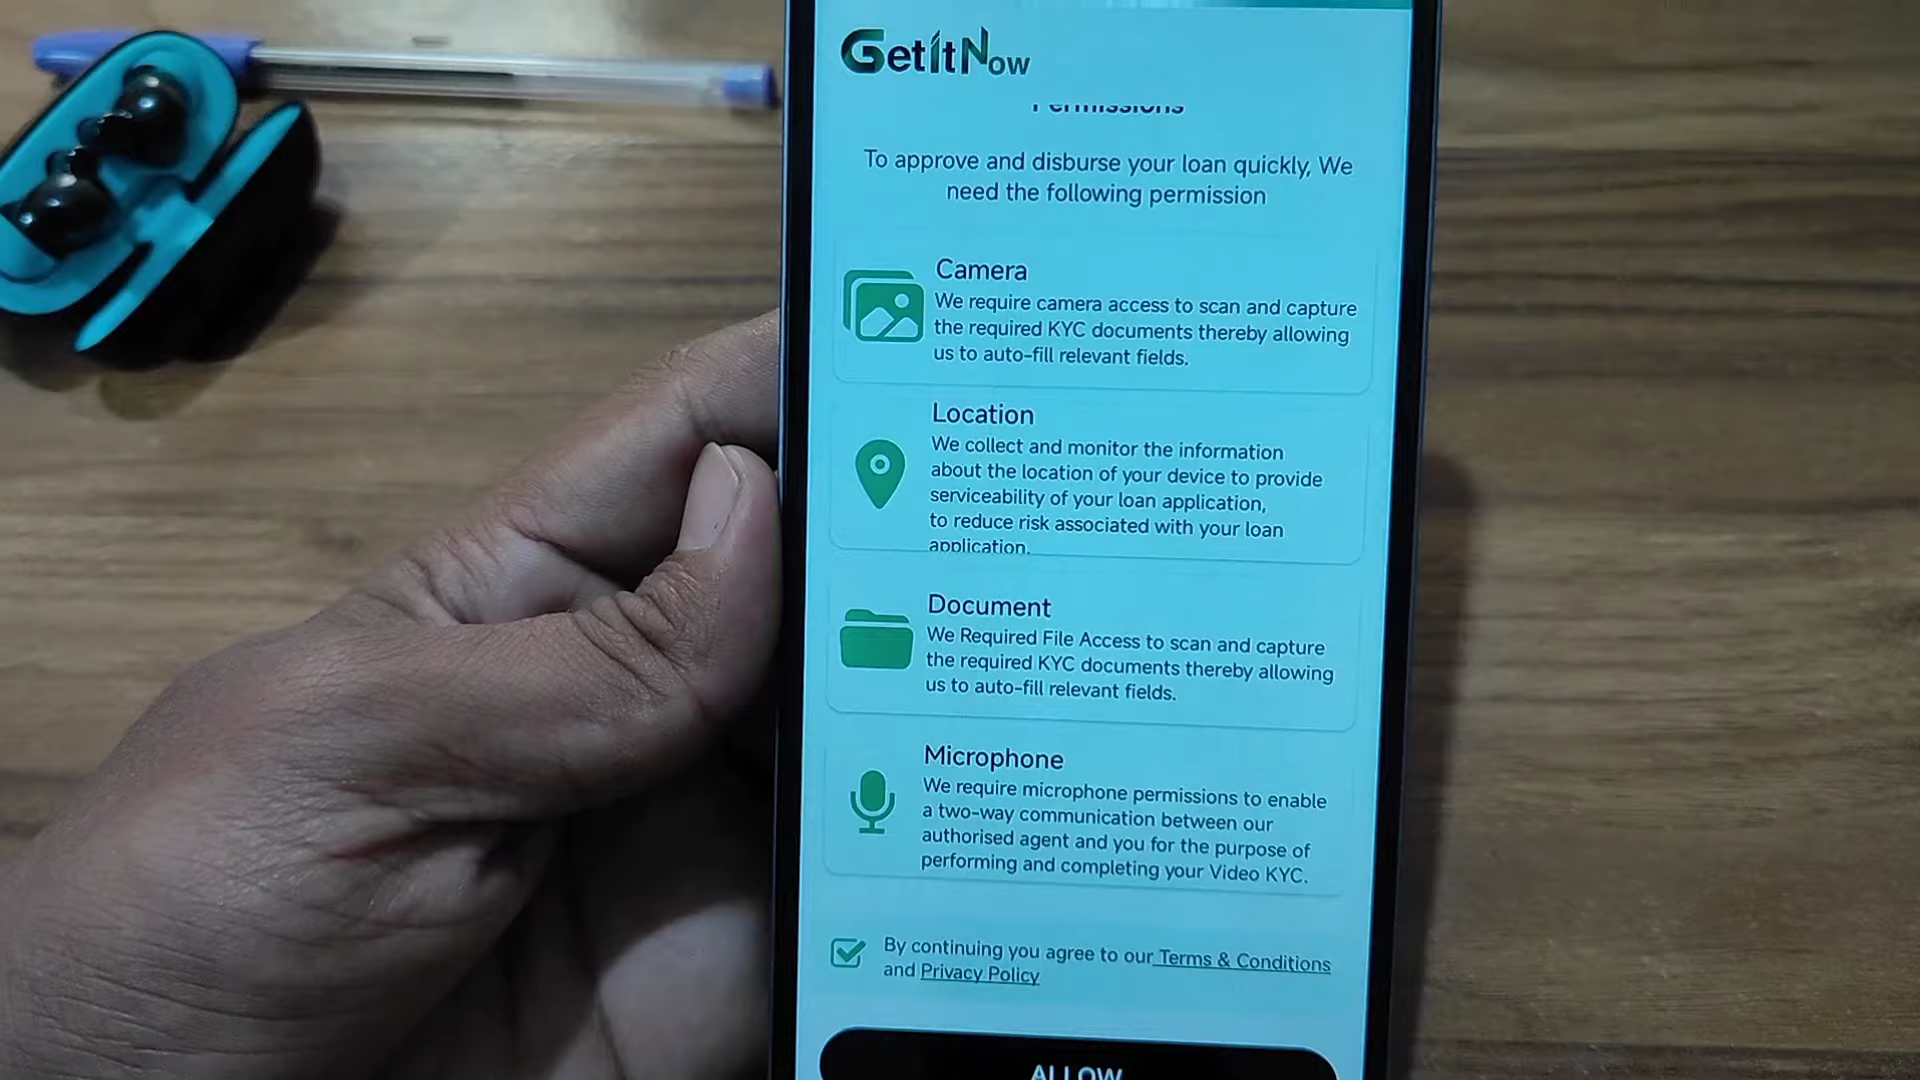 GetItNow
Permissions
To approve and disburse your loan quickly, We
need the following permission
Camera
We require camera access to scan and capture
the required KYC documents thereby allowing
us to auto-fill relevant fields.
Location
We collect and monitor the information
about the location of your device to provide
serviceability of your loan application,
to reduce risk associated with your loan
application.
Document
We Required File Access to scan and capture
the required KYC documents thereby allowing
us to auto-fill relevant fields.
Microphone
We require microphone permissions to enable
a two-way communication between our
authorised agent and you for the purpose of
performing and completing your Video KYC.
By continuing you agree to our Terms & Conditions
and Privacy Policy
ALLOW